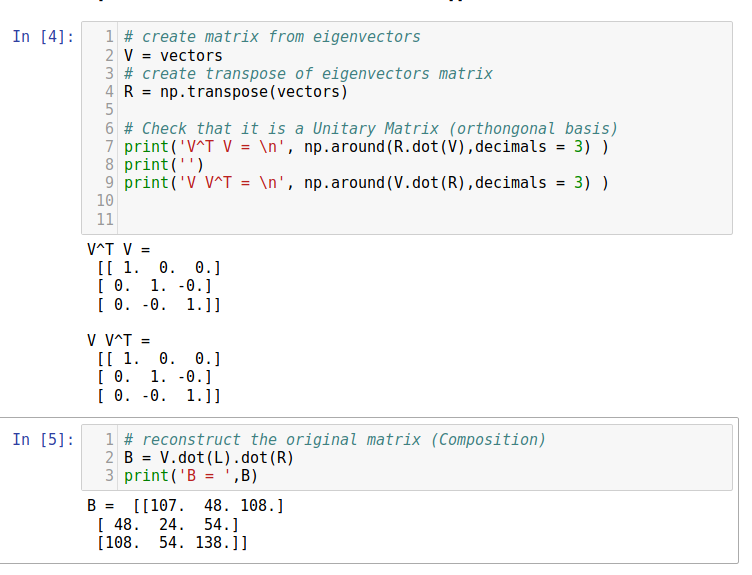 In [4]:
1 # create matrix from eigenvectors
2 V = vectors
3 # create transpose of eigenvectors matrix
4 R = np.transpose(vectors)
5
6 # Check that it is a Unitary Matrix (orthongonal basis)
7 print('V^T V = \n', np.around(R.dot(V),decimals = 3) )
8 print('')
9 print('V V^T = \n', np.around(V.dot(R),decimals = 3) )
10
11
V^T V =
[[ 1. 0. 0.]
[ 0. 1. -0.]
[ 0. -0. 1.]]
V V^T =
[[ 1. 0. 0.]
[ 0. 1. -0.]
[ 0. -0. 1.]]
In [5]:
1 # reconstruct the original matrix (Composition)
2 B = V.dot(L).dot(R)
3 print('B = ',B)
B = [[107. 48. 108.]
[ 48. 24. 54.]
[108. 54. 138.]]